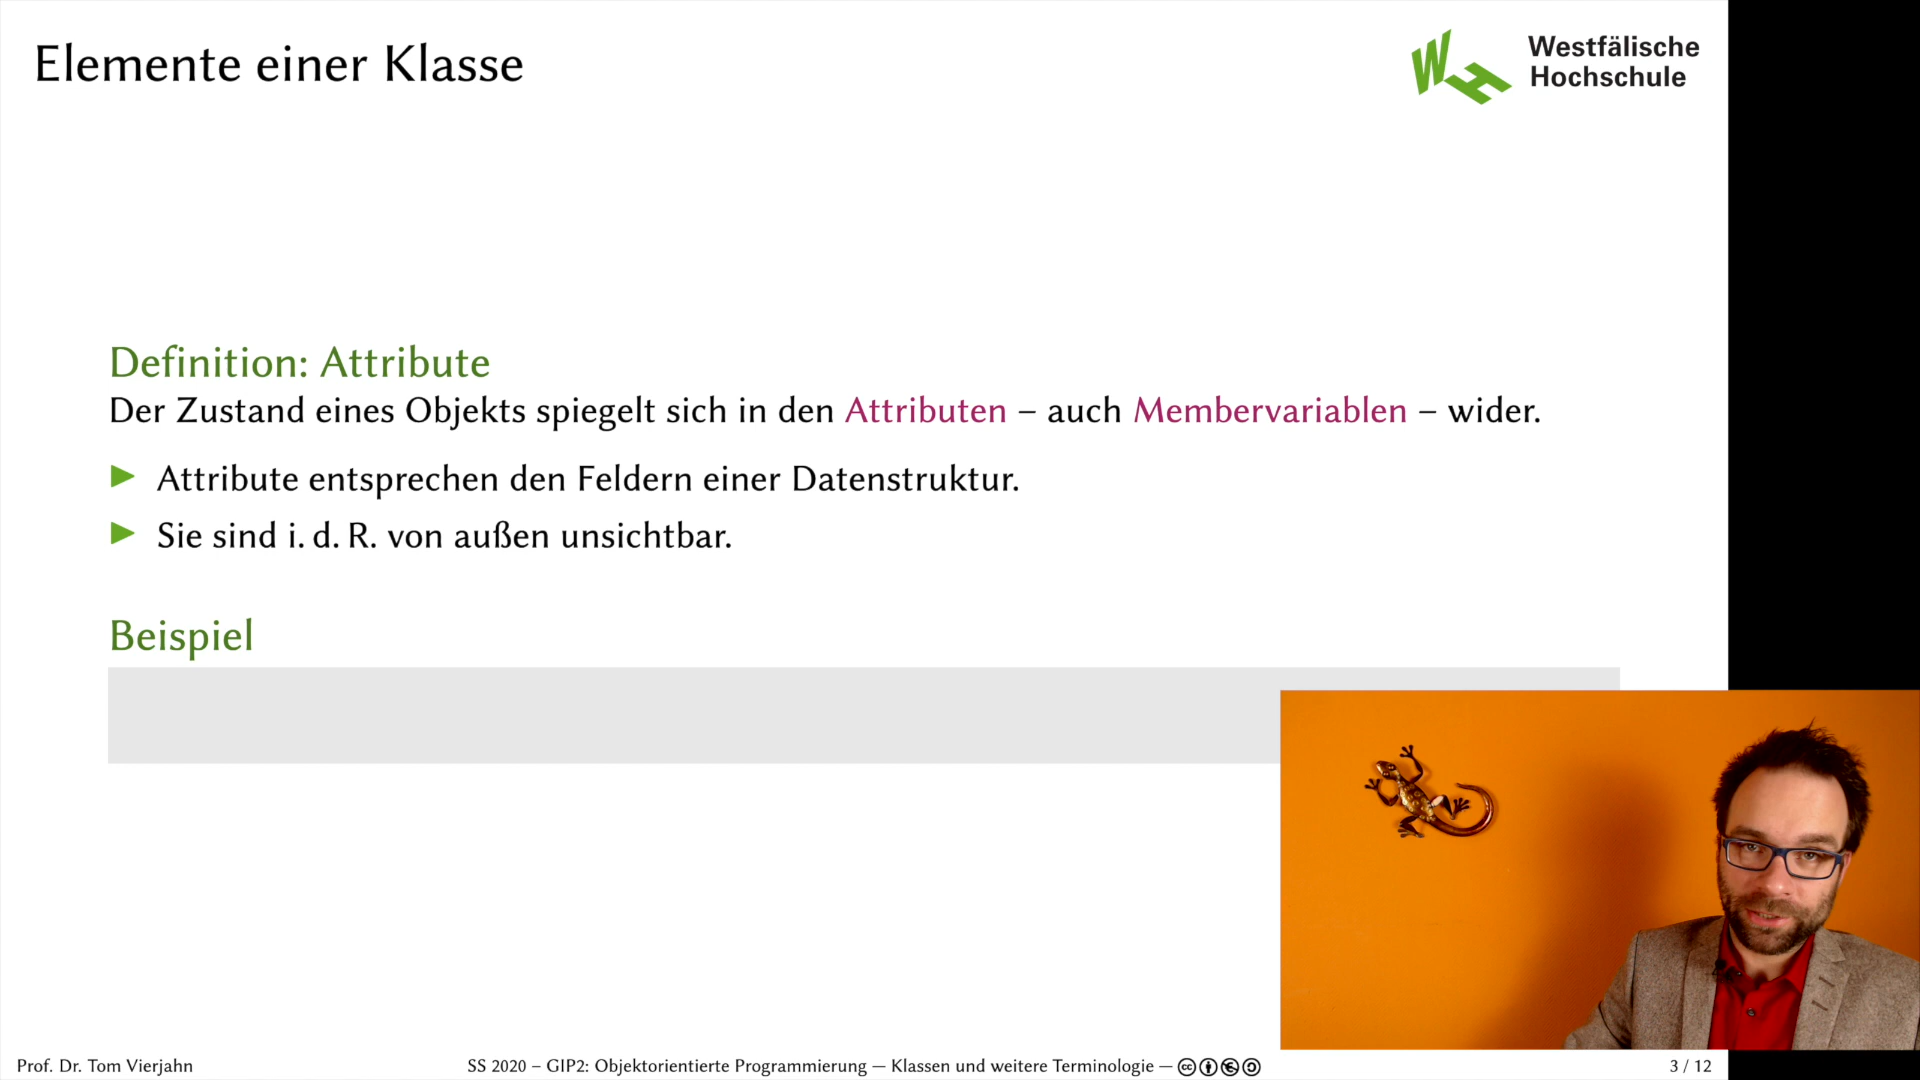 Elemente einer Klasse
Westfälische
Hochschule
Definition: Attribute
Der Zustand eines Objekts spiegelt sich in den Attributen – auch Membervariablen – wider.
Attribute entsprechen den Feldern einer Datenstruktur.
Sie sind i. d. R. von außen unsichtbar.
Beispiel
Prof. Dr. Tom Vierjahn
SS 2020 – GIP2: Objektorientierte Programmierung — Klassen und weitere Terminologie —
3 / 12